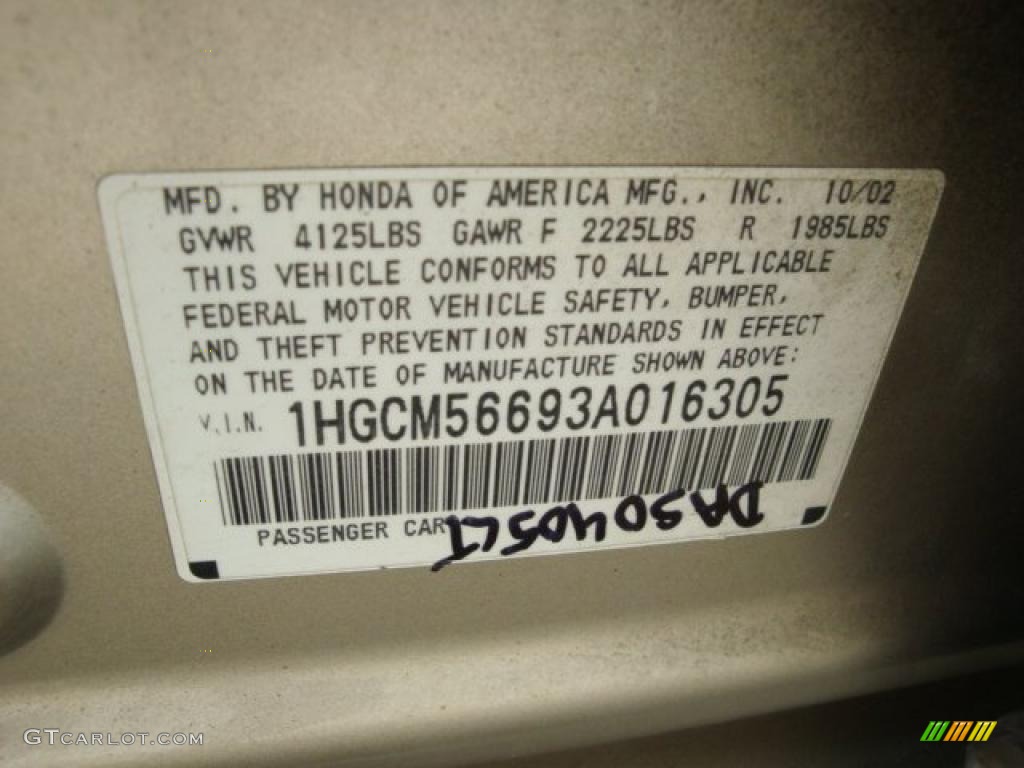 MFD. BY HONDA OF AMERICA MFG., INC. 10/02
GVWR 4125LBS GAWR F 2225LBS R 1985LBS
THIS VEHICLE CONFORMS TO ALL APPLICABLE
FEDERAL MOTOR VEHICLE SAFETY, BUMPER,
AND THEFT PREVENTION STANDARDS IN EFFECT
ON THE DATE OF MANUFACTURE SHOWN ABOVE:
V.I.N. 1HGCM56693A016305
PASSENGER CAR
GTCARLOT.COM